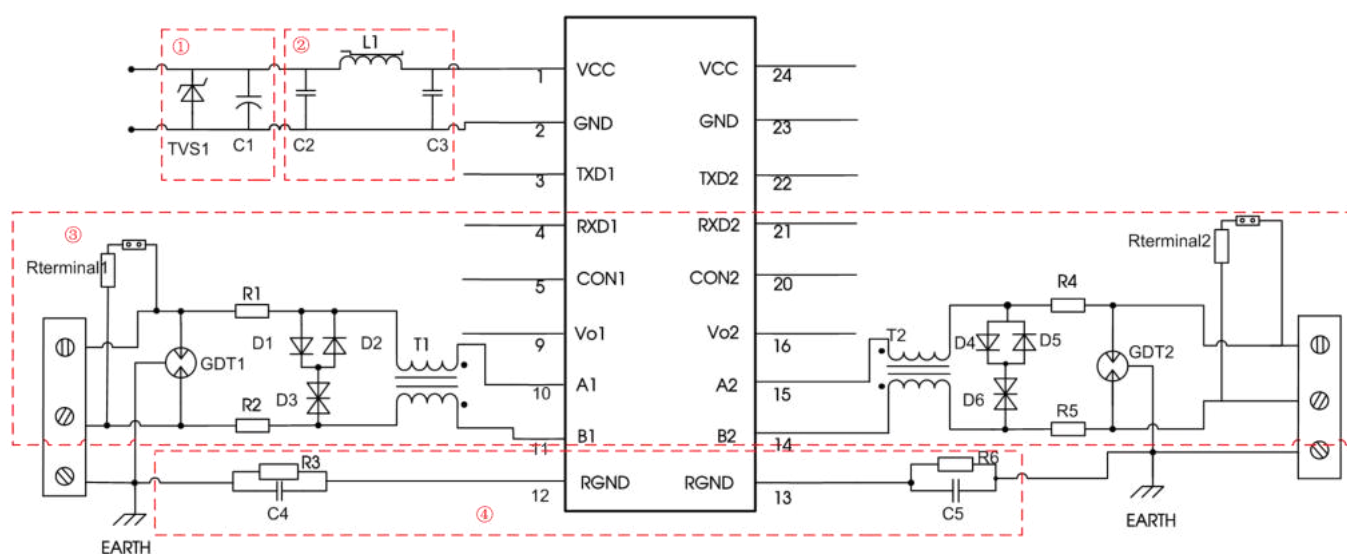 ① ② L1
VCC VCC
1 24
GND GND
2 23
TVS1 C1 C2 C3
TXD1 TXD2
3 22
③ RXD1 RXD2
4 21
Rterminal1 Rterminal2
CON1 CON2
5 20
R1 R4
Vo1 Vo2
9 16
D1 D2 T1 T2 D4 D5
GDT1 GDT2
A1 A2
10 15
D3 D6
R2 R5
B1 B2
11 14
R3 R6
RGND RGND
12 13
C4 C5
④
EARTH EARTH